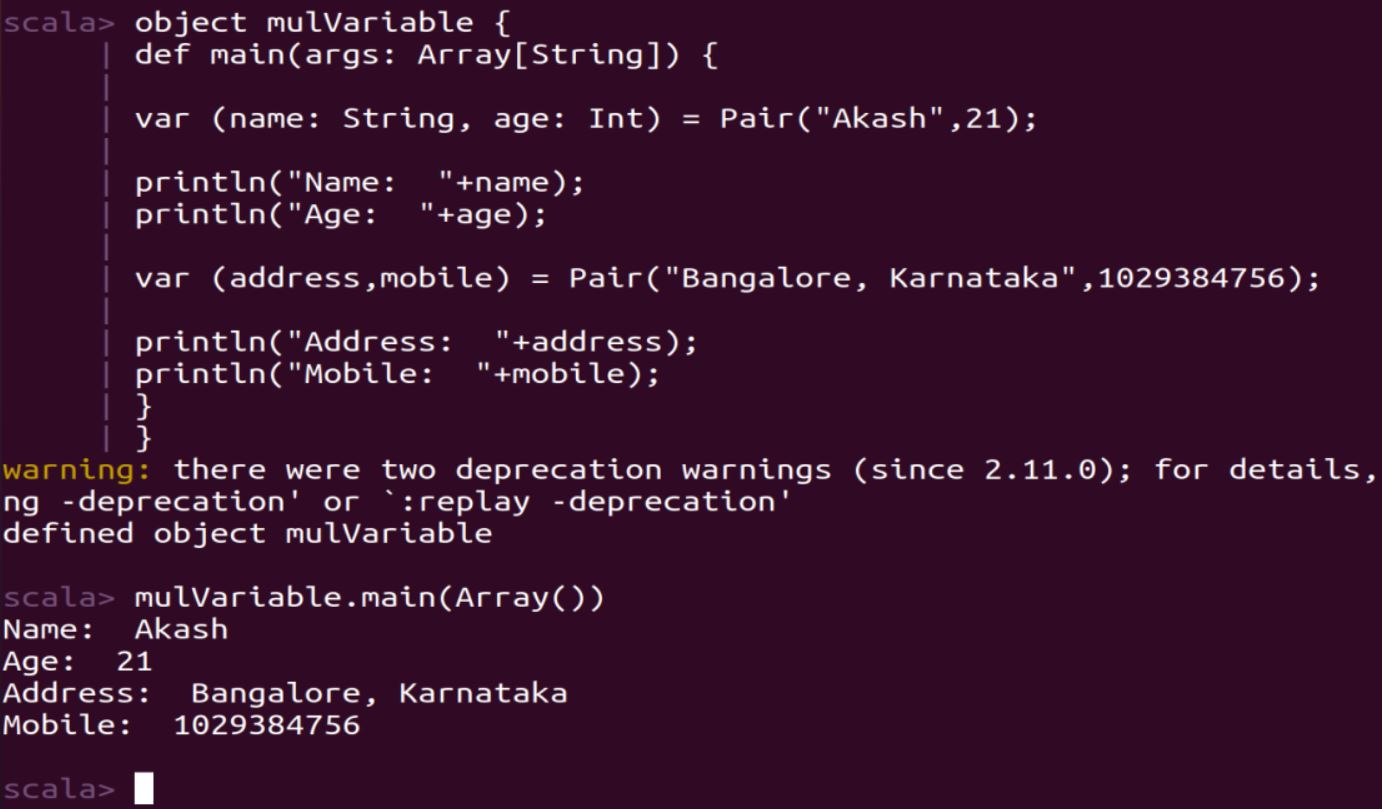 scala> object mulVariable {
     | def main(args: Array[String]) {
     |
     | var (name: String, age: Int) = Pair("Akash",21);
     |
     | println("Name:  "+name);
     | println("Age:  "+age);
     |
     | var (address,mobile) = Pair("Bangalore, Karnataka",1029384756);
     |
     | println("Address:  "+address);
     | println("Mobile:  "+mobile);
     | }
     | }
warning: there were two deprecation warnings (since 2.11.0); for details,
ng -deprecation' or `:replay -deprecation'
defined object mulVariable

scala> mulVariable.main(Array())
Name:  Akash
Age:  21
Address:  Bangalore, Karnataka
Mobile:  1029384756

scala>